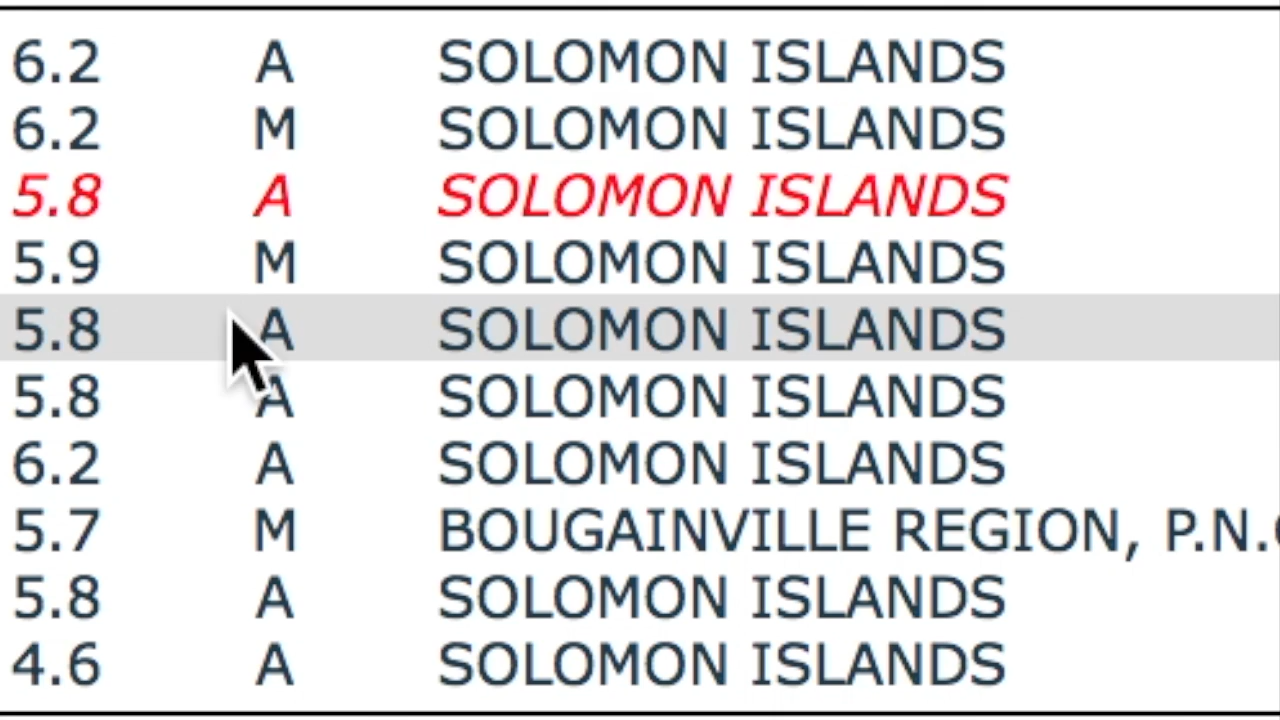 6.2 A SOLOMON ISLANDS
6.2 M SOLOMON ISLANDS
5.8 A SOLOMON ISLANDS
5.9 M SOLOMON ISLANDS
5.8 A SOLOMON ISLANDS
5.8 A SOLOMON ISLANDS
6.2 A SOLOMON ISLANDS
5.7 M BOUGAINVILLE REGION, P.N.
5.8 A SOLOMON ISLANDS
4.6 A SOLOMON ISLANDS